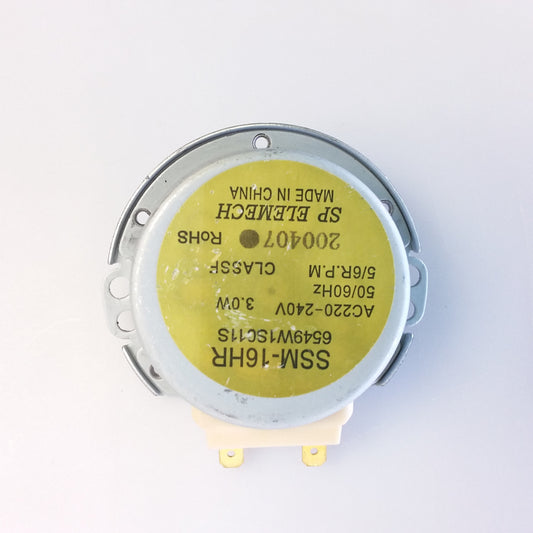 SSM-16HR
6549W1S011S
AC220-240V 3.0W
50/60Hz
5/6R.P.M CLASSF
200407 RoHS
SP ELEMECH
MADE IN CHINA